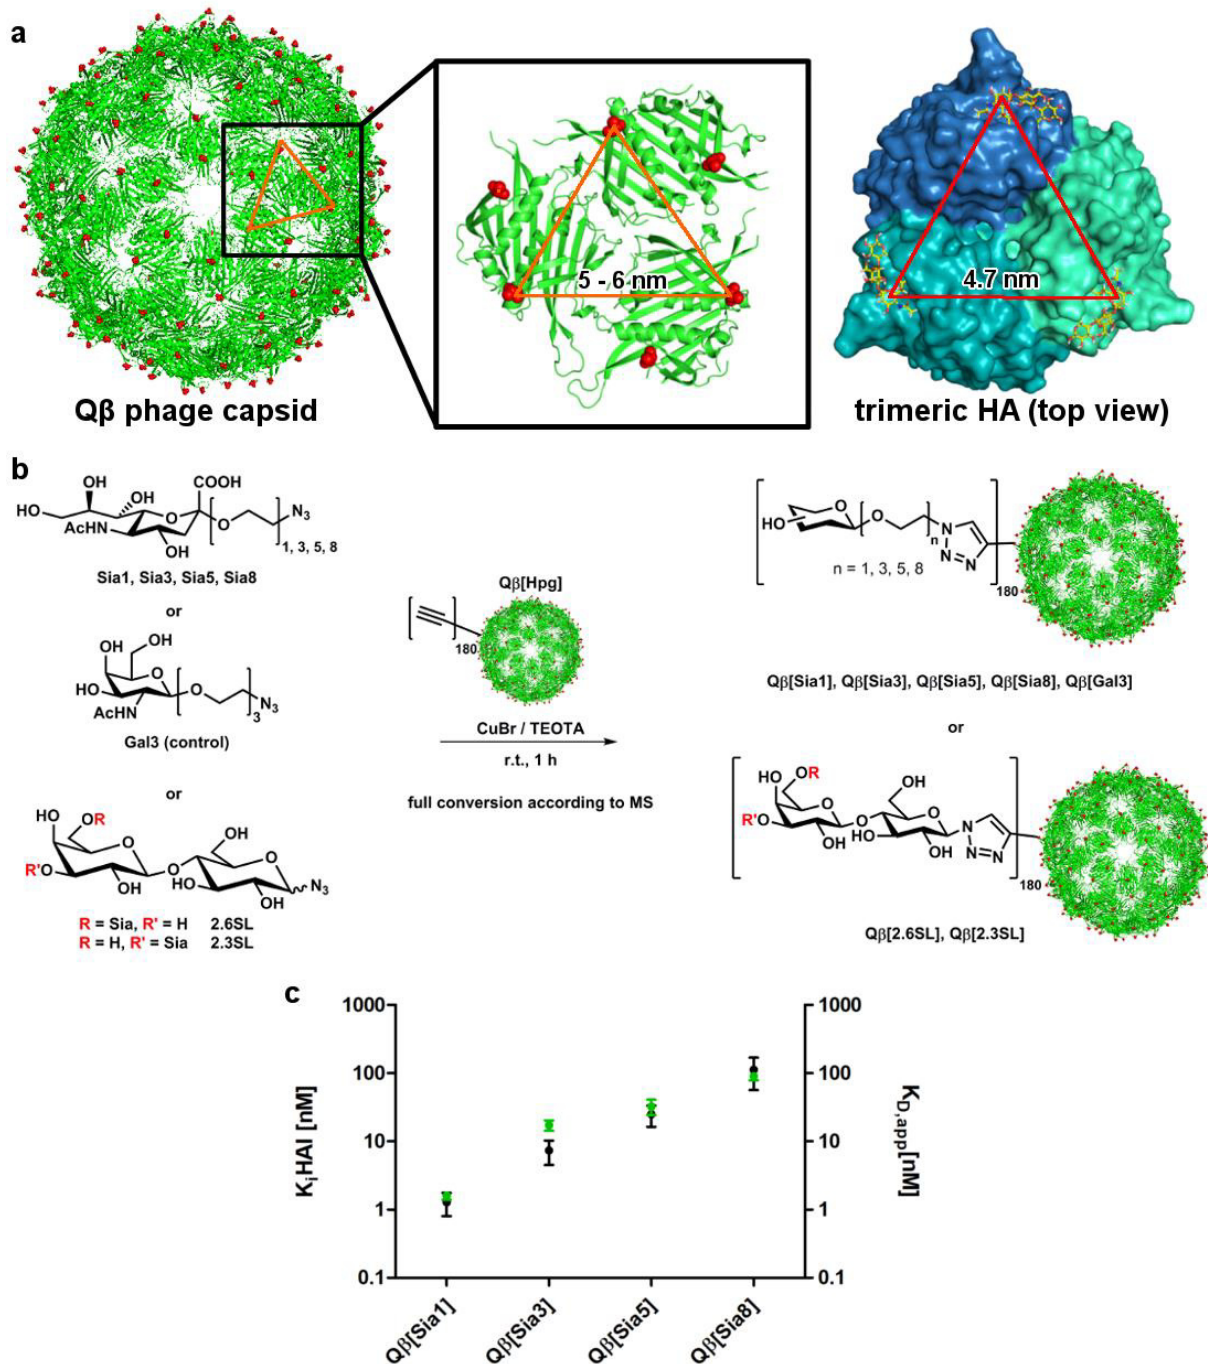 a
5 - 6 nm
4.7 nm
Qβ phage capsid
trimeric HA (top view)
b
OH
OH
COOH
HO
AcHN
O
O
N3
OH
1, 3, 5, 8
Sia1, Sia3, Sia5, Sia8
or
OH
OH
HO
O
O
N3
AcHN
3
Gal3 (control)
or
OR
HO
R'
O
O
OH
O
OH
O
HO
OH
N3
R = Sia, R' = H 2.6SL
R = H, R' = Sia 2.3SL
Qβ[Hpg]
180
CuBr / TEOTA
r.t., 1 h
full conversion according to MS
HO
O
O
n
N
N=N
n = 1, 3, 5, 8
180
Qβ[Sia1], Qβ[Sia3], Qβ[Sia5], Qβ[Sia8], Qβ[Gal3]
or
OR
HO
R'
O
O
OH
O
OH
O
HO
OH
N
N=N
180
Qβ[2.6SL], Qβ[2.3SL]
c
1000
100
10
1
0.1
KiHAI [nM]
1000
100
10
1
0.1
KD,app[nM]
Qβ[Sia1]
Qβ[Sia3]
Qβ[Sia5]
Qβ[Sia8]